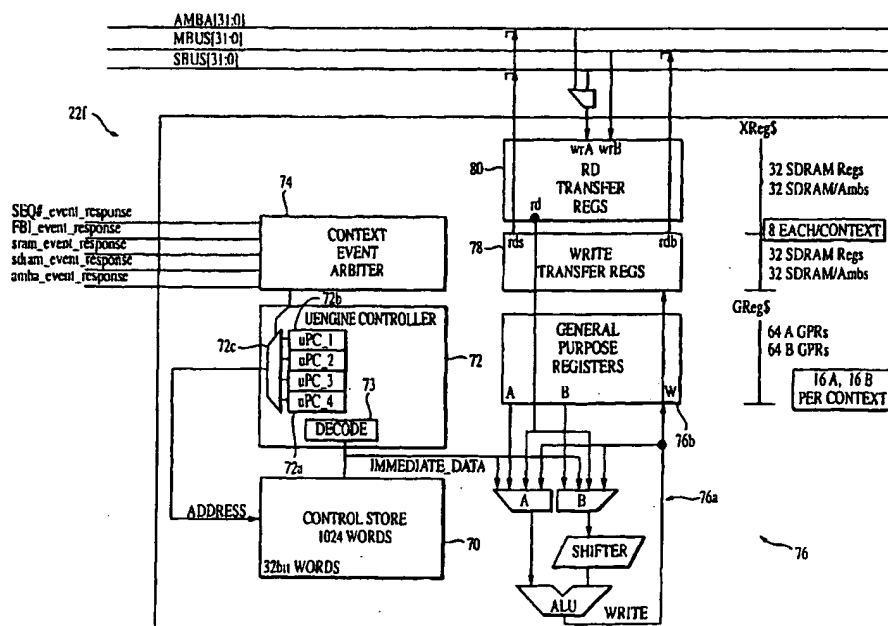 AMBA[31:0]
MBUS[31:0]
SBUS[31:0]
22f
80
wrA wrB
RD
TRANSFER
REGS
rd
XReg$
32 SDRAM Regs
32 SDRAM/Ambs
8 EACH/CONTEXT
32 SDRAM Regs
32 SDRAM/Ambs
SEQ#_event_response
FBI_event_response
sram_event_response
sdram_event_response
amba_event_response
74
CONTEXT
EVENT
ARBITER
78
rds
rdb
WRITE
TRANSFER REGS
GReg$
64 A GPRs
64 B GPRs
16 A, 16 B
PER CONTEXT
72b
UENGINE CONTROLLER
72c
uPC_1
uPC_2
uPC_3
uPC_4
72
73
DECODE
72a
GENERAL
PURPOSE
REGISTERS
A
B
W
76b
IMMEDIATE_DATA
A
B
76a
ADDRESS
CONTROL STORE
1024 WORDS
32bit WORDS
70
SHIFTER
76
ALU
WRITE